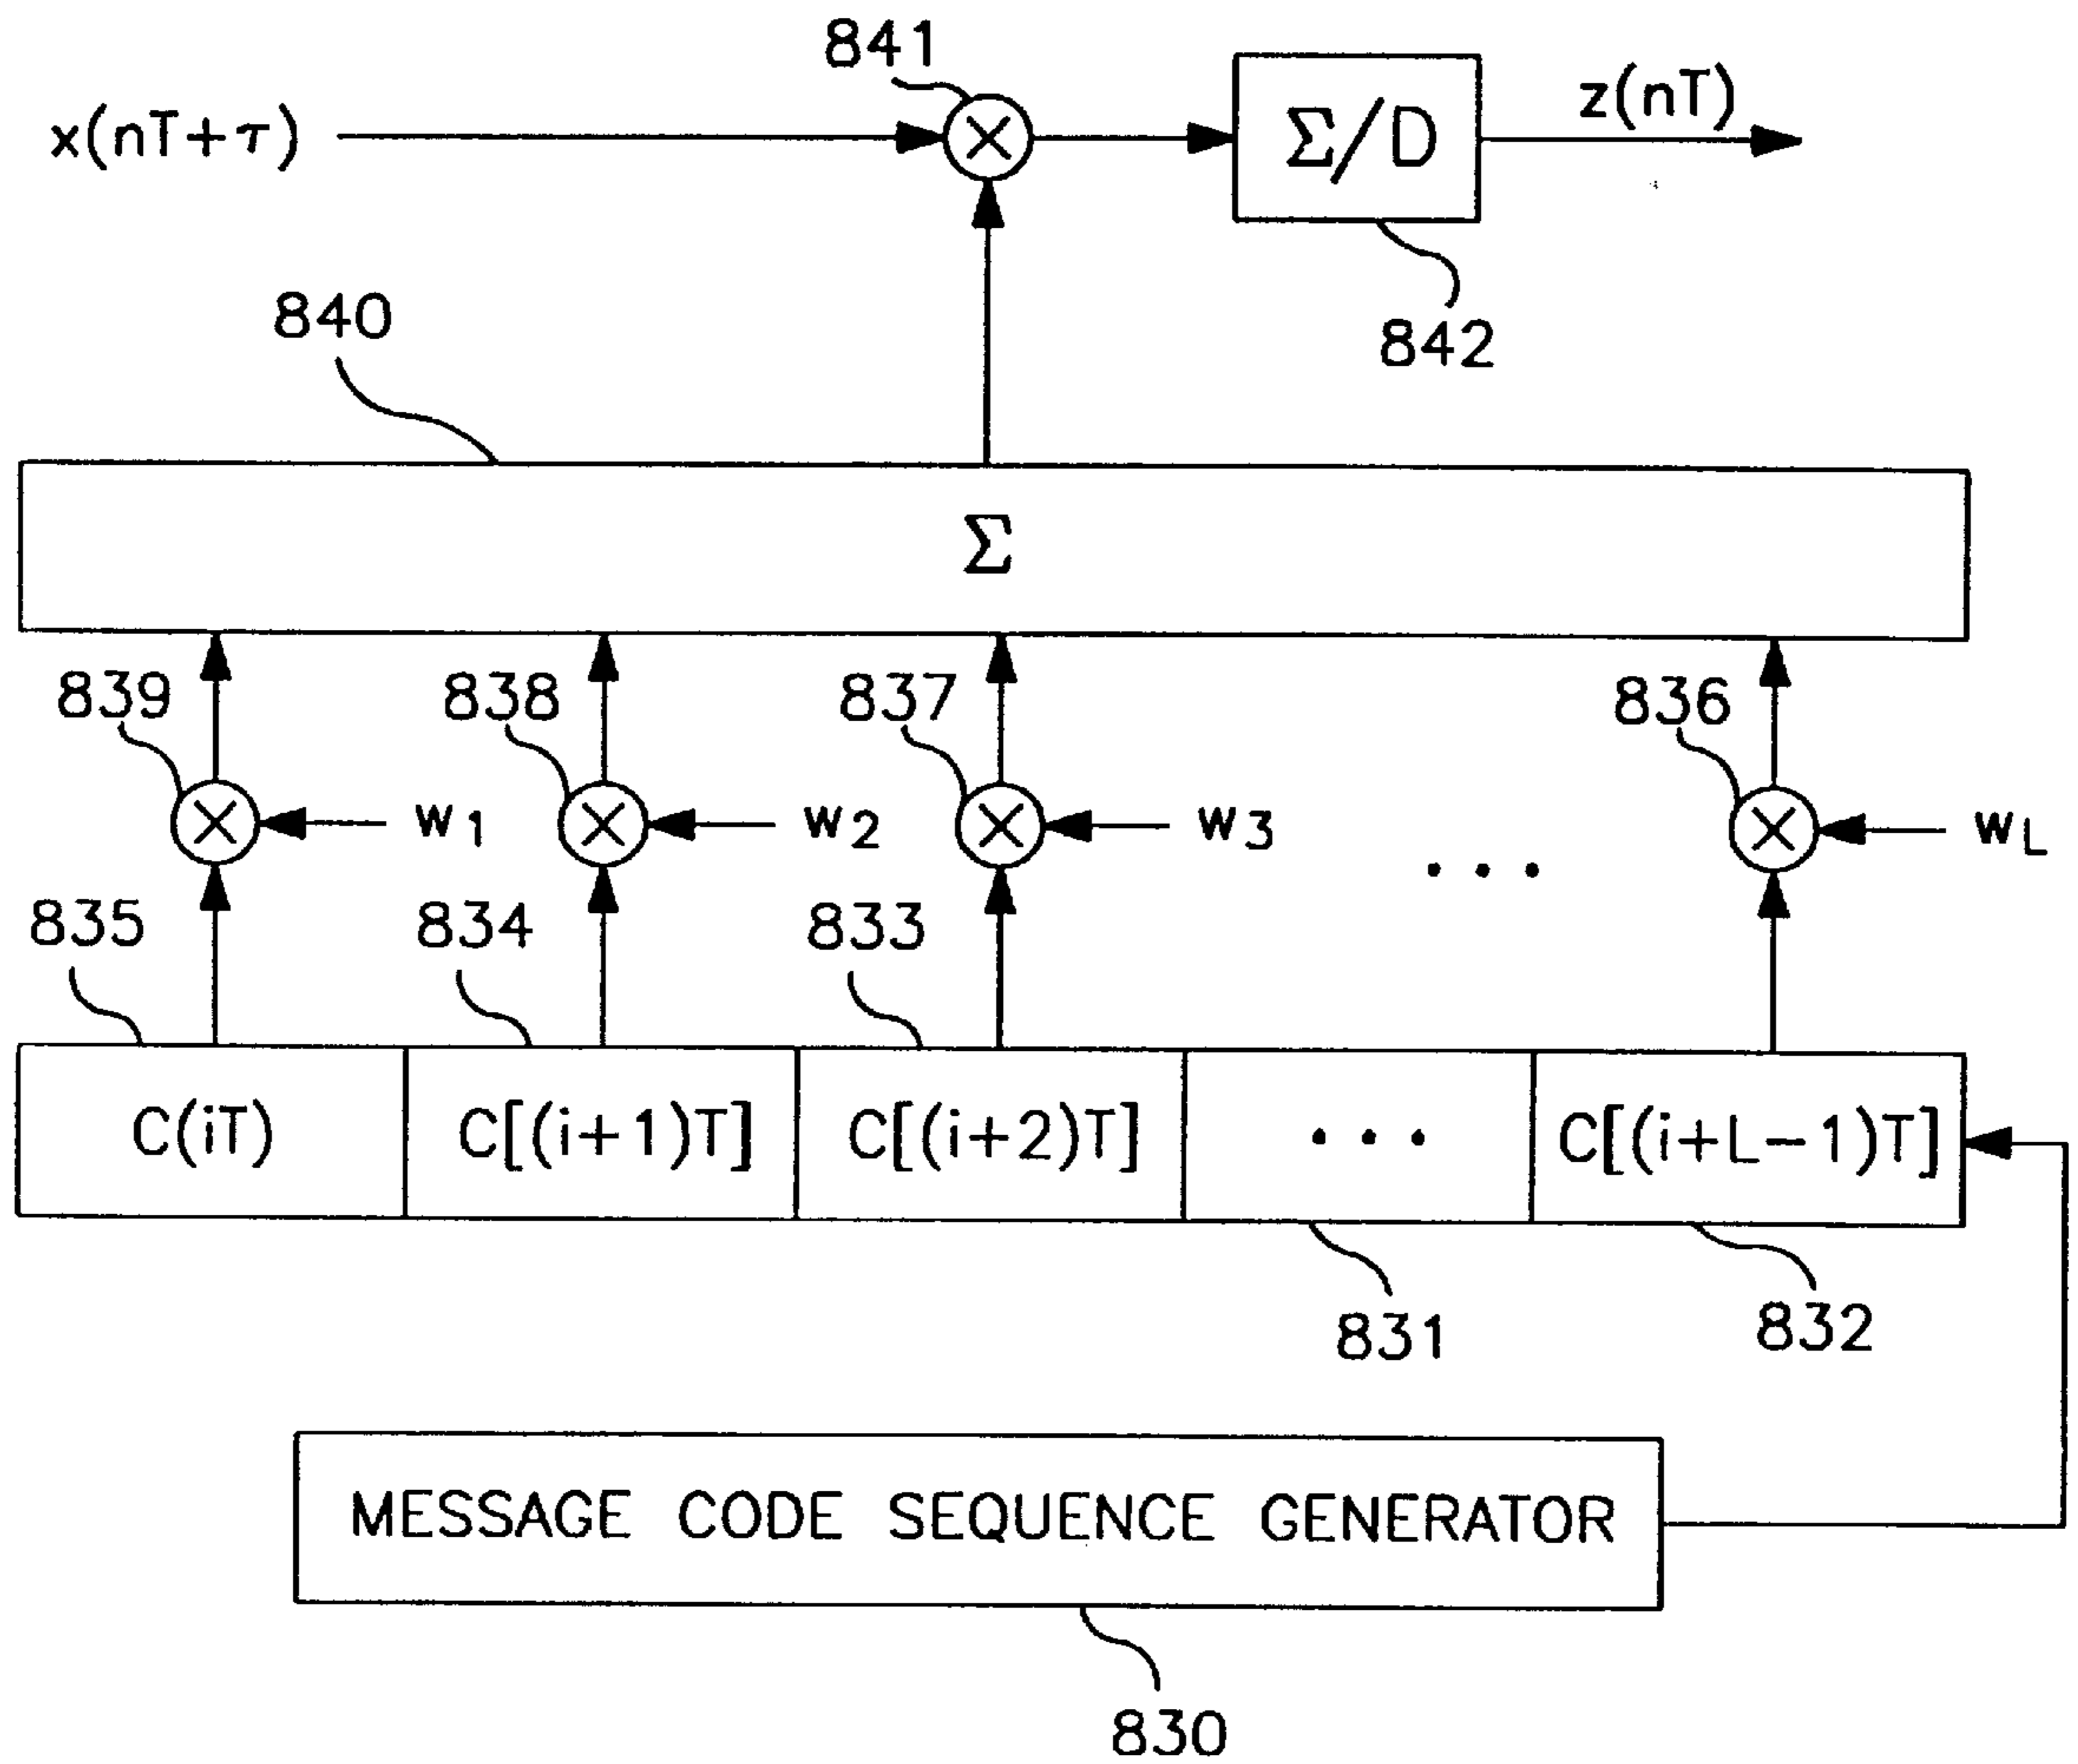 841
x(nT+τ)
Σ/D
z(nT)
842
840
Σ
839
838
837
836
w1
w2
w3
. . .
wL
835
834
833
C(iT)
C[(i+1)T]
C[(i+2)T]
. . .
C[(i+L-1)T]
831
832
MESSAGE CODE SEQUENCE GENERATOR
830